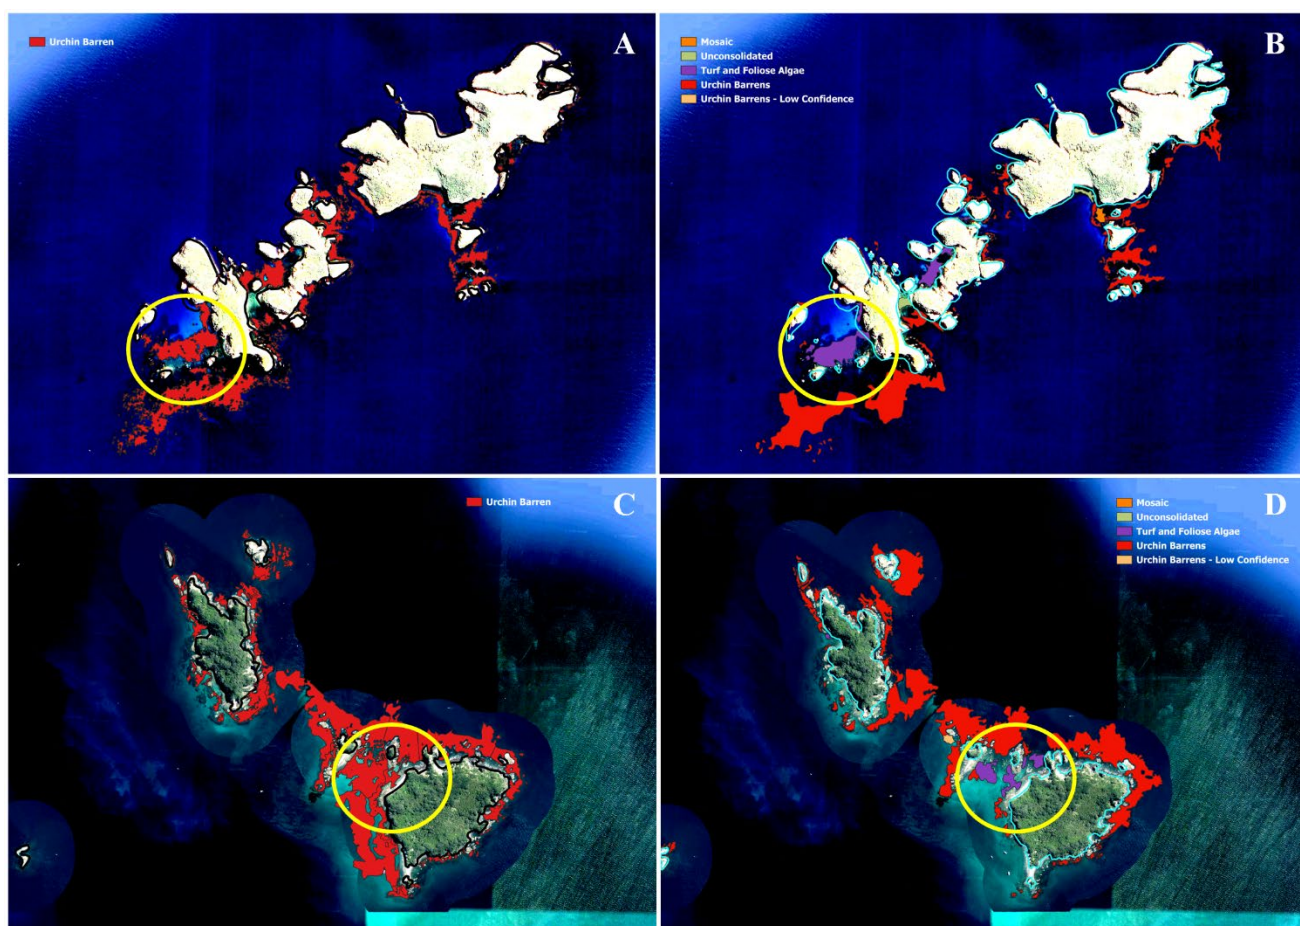 Urchin Barren
A
Mosaic
Unconsolidated
Turf and Foliose Algae
Urchin Barrens
Urchin Barrens - Low Confidence
B
Urchin Barren
C
Mosaic
Unconsolidated
Turf and Foliose Algae
Urchin Barrens
Urchin Barrens - Low Confidence
D